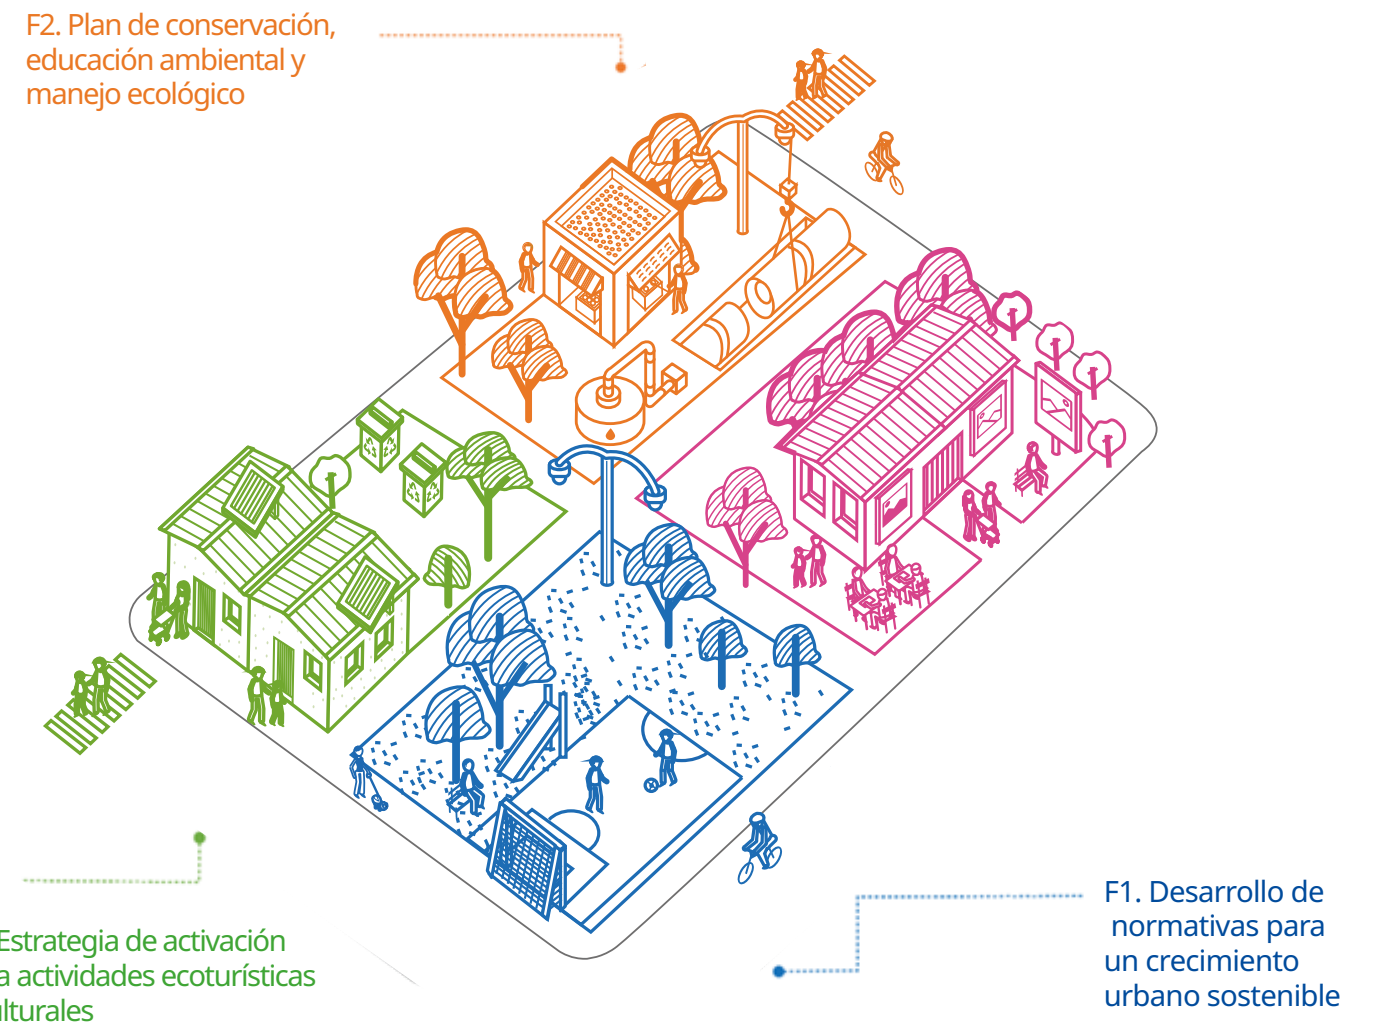 F2. Plan de conservación,
educación ambiental y
manejo ecológico
Estrategia de activación
a actividades ecoturísticas
lturales
F1. Desarrollo de
normativas para
un crecimiento
urbano sostenible